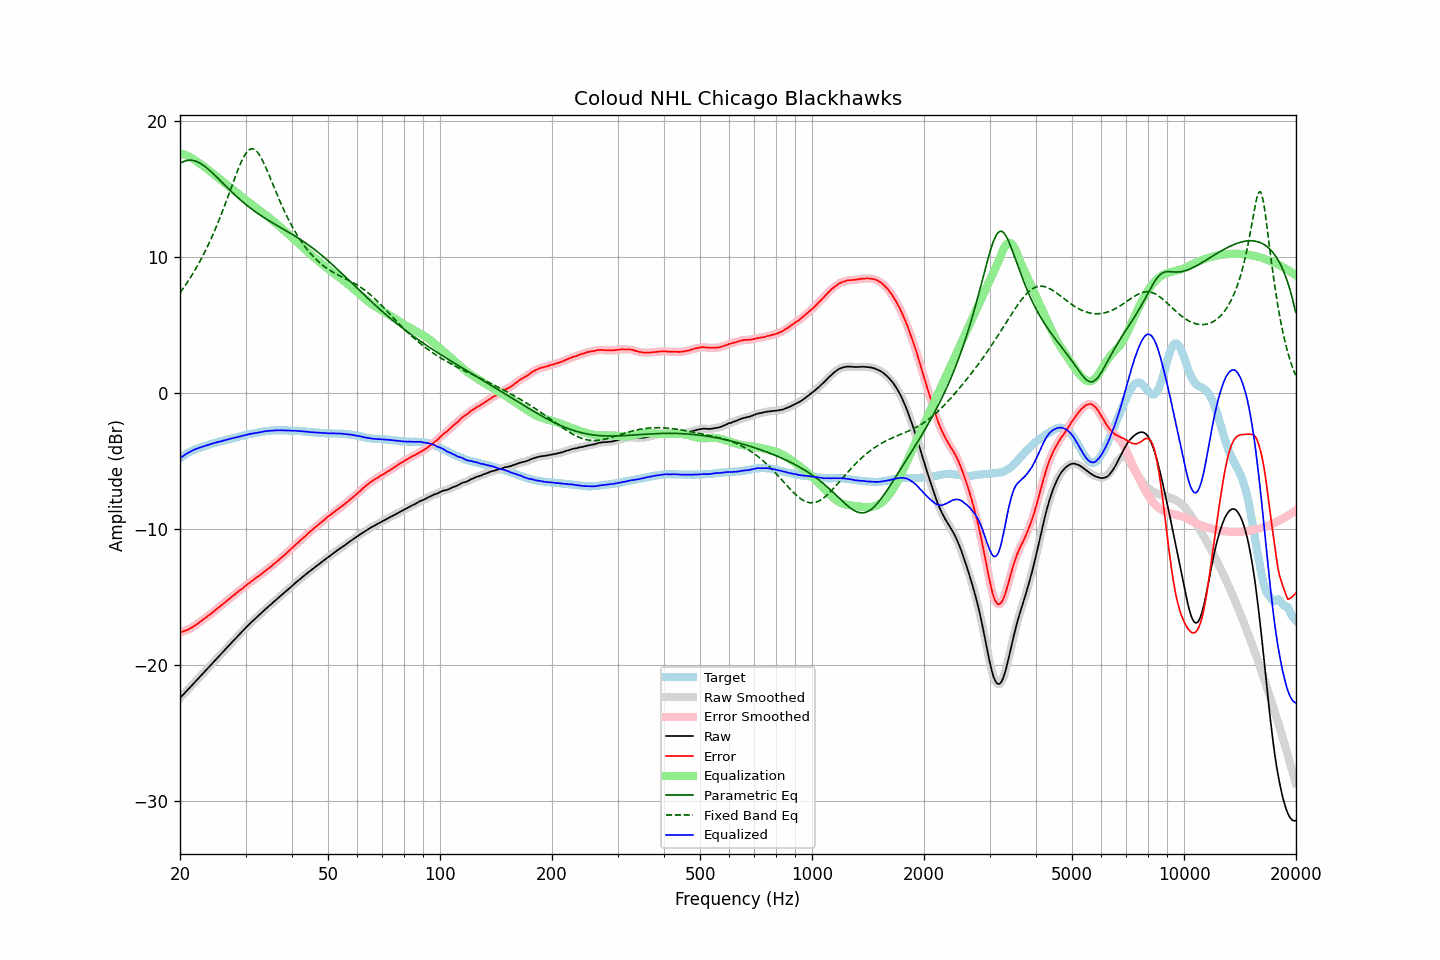 Coloud NHL Chicago Blackhawks
Amplitude (dBr)
20
10
0
−10
−20
−30
Target
Raw Smoothed
Error Smoothed
Raw
Error
Equalization
Parametric Eq
Fixed Band Eq
Equalized
20 50 100 200 500 1000 2000 5000 10000 20000
Frequency (Hz)